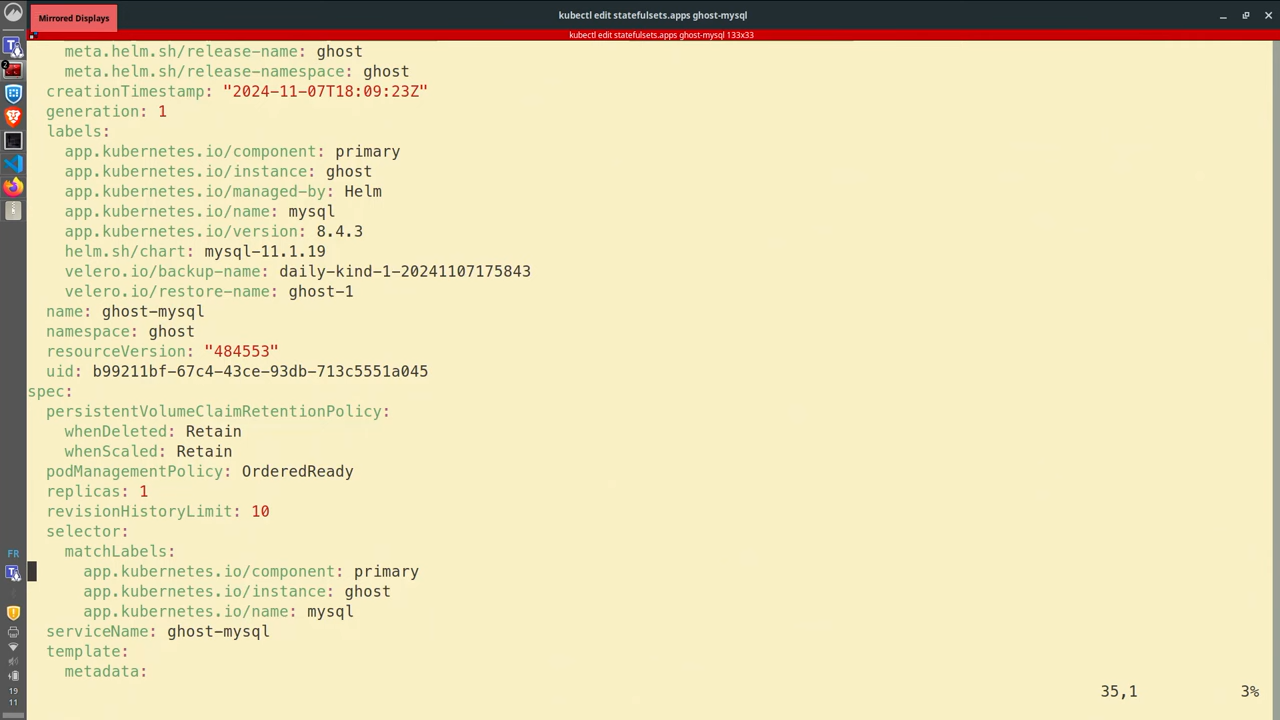 Mirrored Displays
kubectl edit statefulsets.apps ghost-mysql
kubectl edit statefulsets.apps ghost-mysql 133x33
meta.helm.sh/release-name: ghost
meta.helm.sh/release-namespace: ghost
creationTimestamp: "2024-11-07T18:09:23Z"
generation: 1
labels:
app.kubernetes.io/component: primary
app.kubernetes.io/instance: ghost
app.kubernetes.io/managed-by: Helm
app.kubernetes.io/name: mysql
app.kubernetes.io/version: 8.4.3
helm.sh/chart: mysql-11.1.19
velero.io/backup-name: daily-kind-1-20241107175843
velero.io/restore-name: ghost-1
name: ghost-mysql
namespace: ghost
resourceVersion: "484553"
uid: b99211bf-67c4-43ce-93db-713c5551a045
spec:
persistentVolumeClaimRetentionPolicy:
whenDeleted: Retain
whenScaled: Retain
podManagementPolicy: OrderedReady
replicas: 1
revisionHistoryLimit: 10
selector:
matchLabels:
app.kubernetes.io/component: primary
app.kubernetes.io/instance: ghost
app.kubernetes.io/name: mysql
serviceName: ghost-mysql
template:
metadata:
35,1 3%
2
FR
19
11